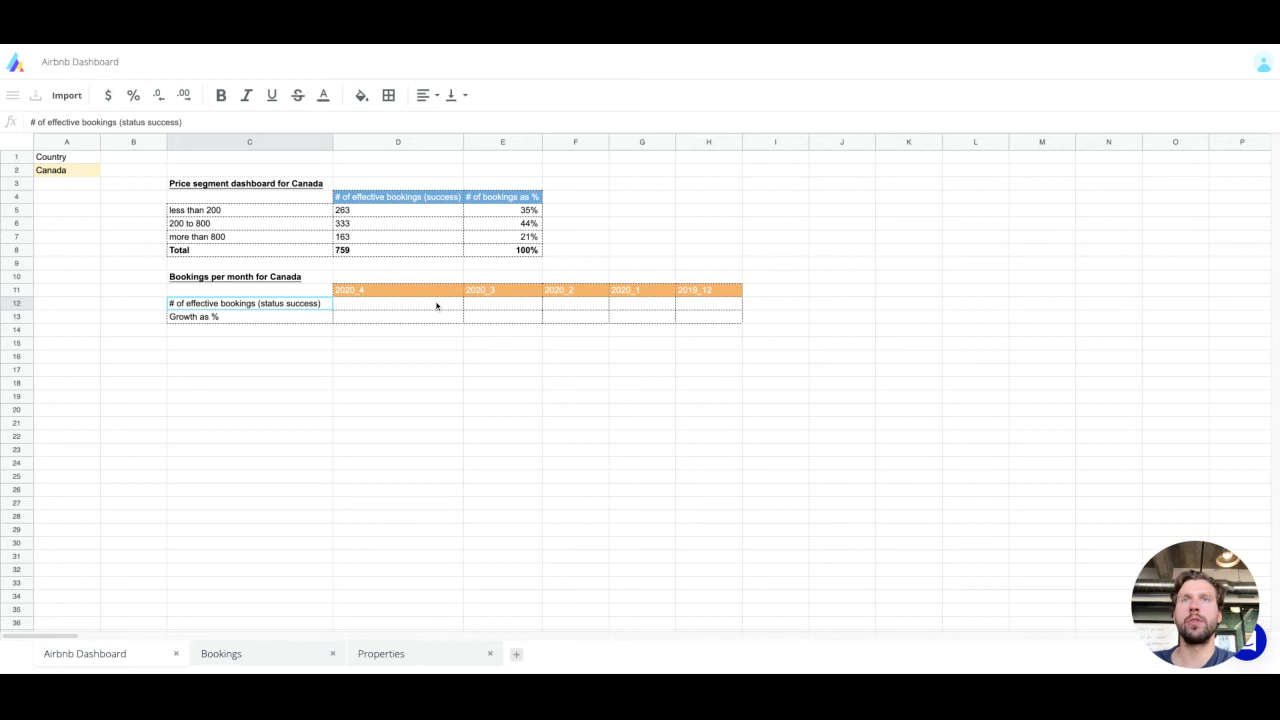 Airbnb Dashboard
Import $ % .0 .00 B I U S A
fx # of effective bookings (status success)
A B C D E F G H I J K L M N O P
1 Country
2 Canada
3 Price segment dashboard for Canada
4 # of effective bookings (success) # of bookings as %
5 less than 200 263 35%
6 200 to 800 333 44%
7 more than 800 163 21%
8 Total 759 100%
9
10 Bookings per month for Canada
11 2020_4 2020_3 2020_2 2020_1 2019_12
12 # of effective bookings (status success)
13 Growth as %
14
15
16
17
18
19
20
21
22
23
24
25
26
27
28
29
30
31
32
33
34
35
36
Airbnb Dashboard × Bookings × Properties × +